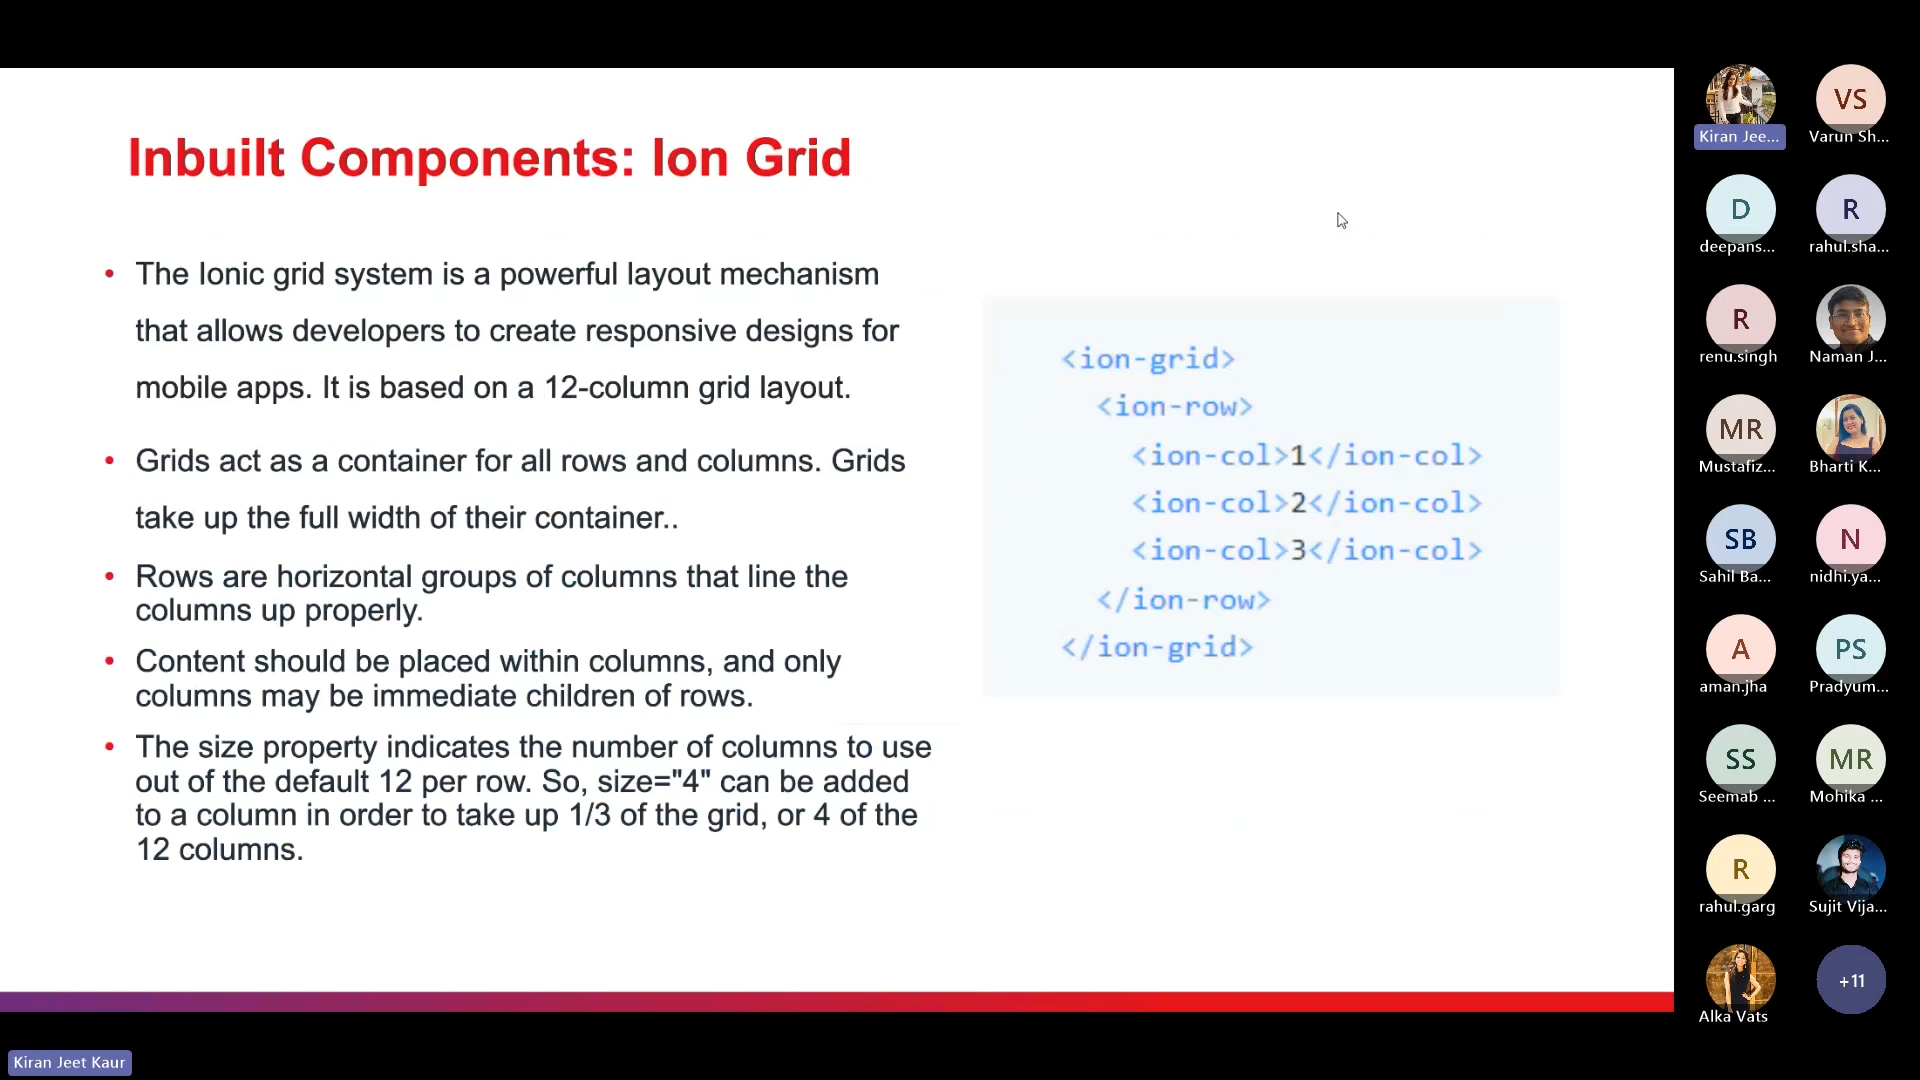 Inbuilt Components: Ion Grid
• The Ionic grid system is a powerful layout mechanism
that allows developers to create responsive designs for
mobile apps. It is based on a 12-column grid layout.
• Grids act as a container for all rows and columns. Grids
take up the full width of their container..
• Rows are horizontal groups of columns that line the
columns up properly.
• Content should be placed within columns, and only
columns may be immediate children of rows.
• The size property indicates the number of columns to use
out of the default 12 per row. So, size="4" can be added
to a column in order to take up 1/3 of the grid, or 4 of the
12 columns.
<ion-grid>
<ion-row>
<ion-col>1</ion-col>
<ion-col>2</ion-col>
<ion-col>3</ion-col>
</ion-row>
</ion-grid>
Kiran Jee...
VS
Varun Sh...
D
deepans...
R
rahul.sha...
R
renu.singh
Naman J...
MR
Mustafiz...
Bharti K...
SB
Sahil Ba...
N
nidhi.ya...
A
aman.jha
PS
Pradyum...
SS
Seemab ...
MR
Mohika ...
R
rahul.garg
Sujit Vija...
Alka Vats
+11
Kiran Jeet Kaur